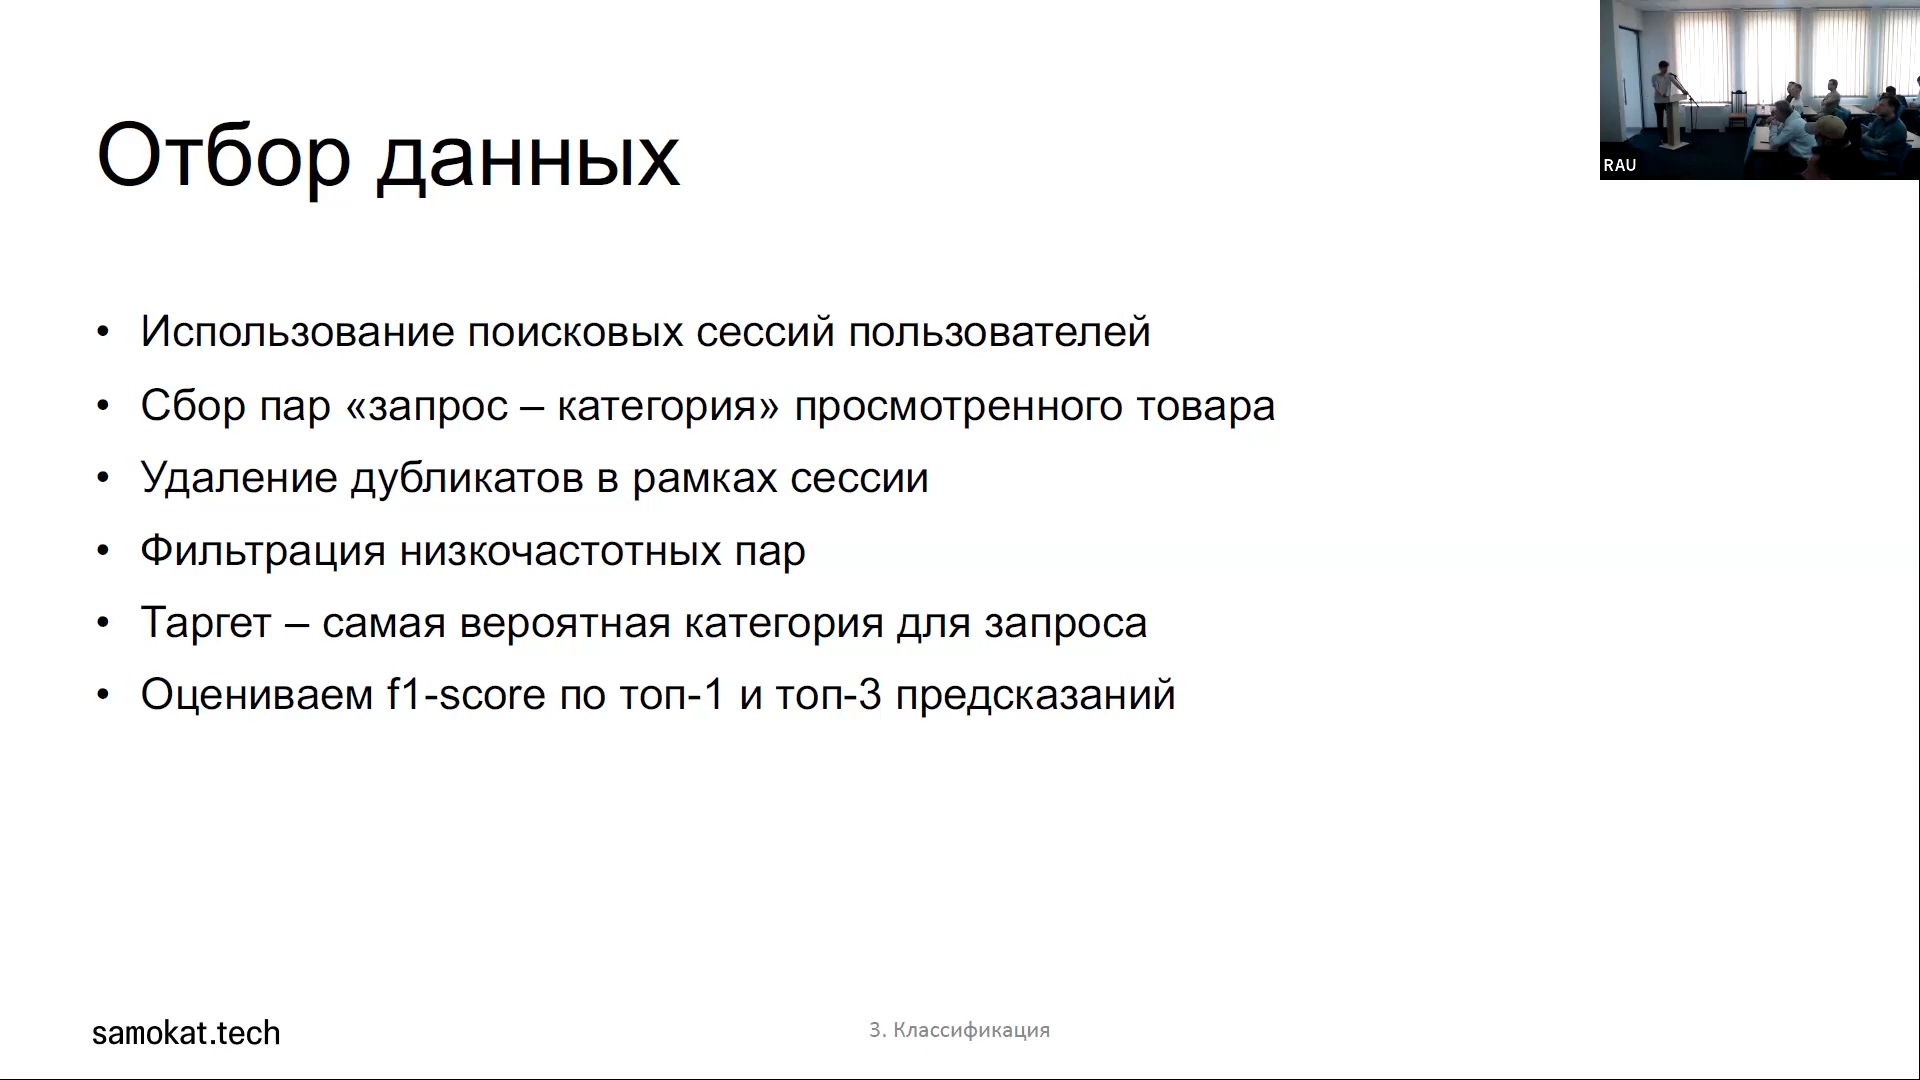 Отбор данных
RAU
• Использование поисковых сессий пользователей
• Сбор пар «запрос – категория» просмотренного товара
• Удаление дубликатов в рамках сессии
• Фильтрация низкочастотных пар
• Таргет – самая вероятная категория для запроса
• Оцениваем f1-score по топ-1 и топ-3 предсказаний
samokat.tech
3. Классификация